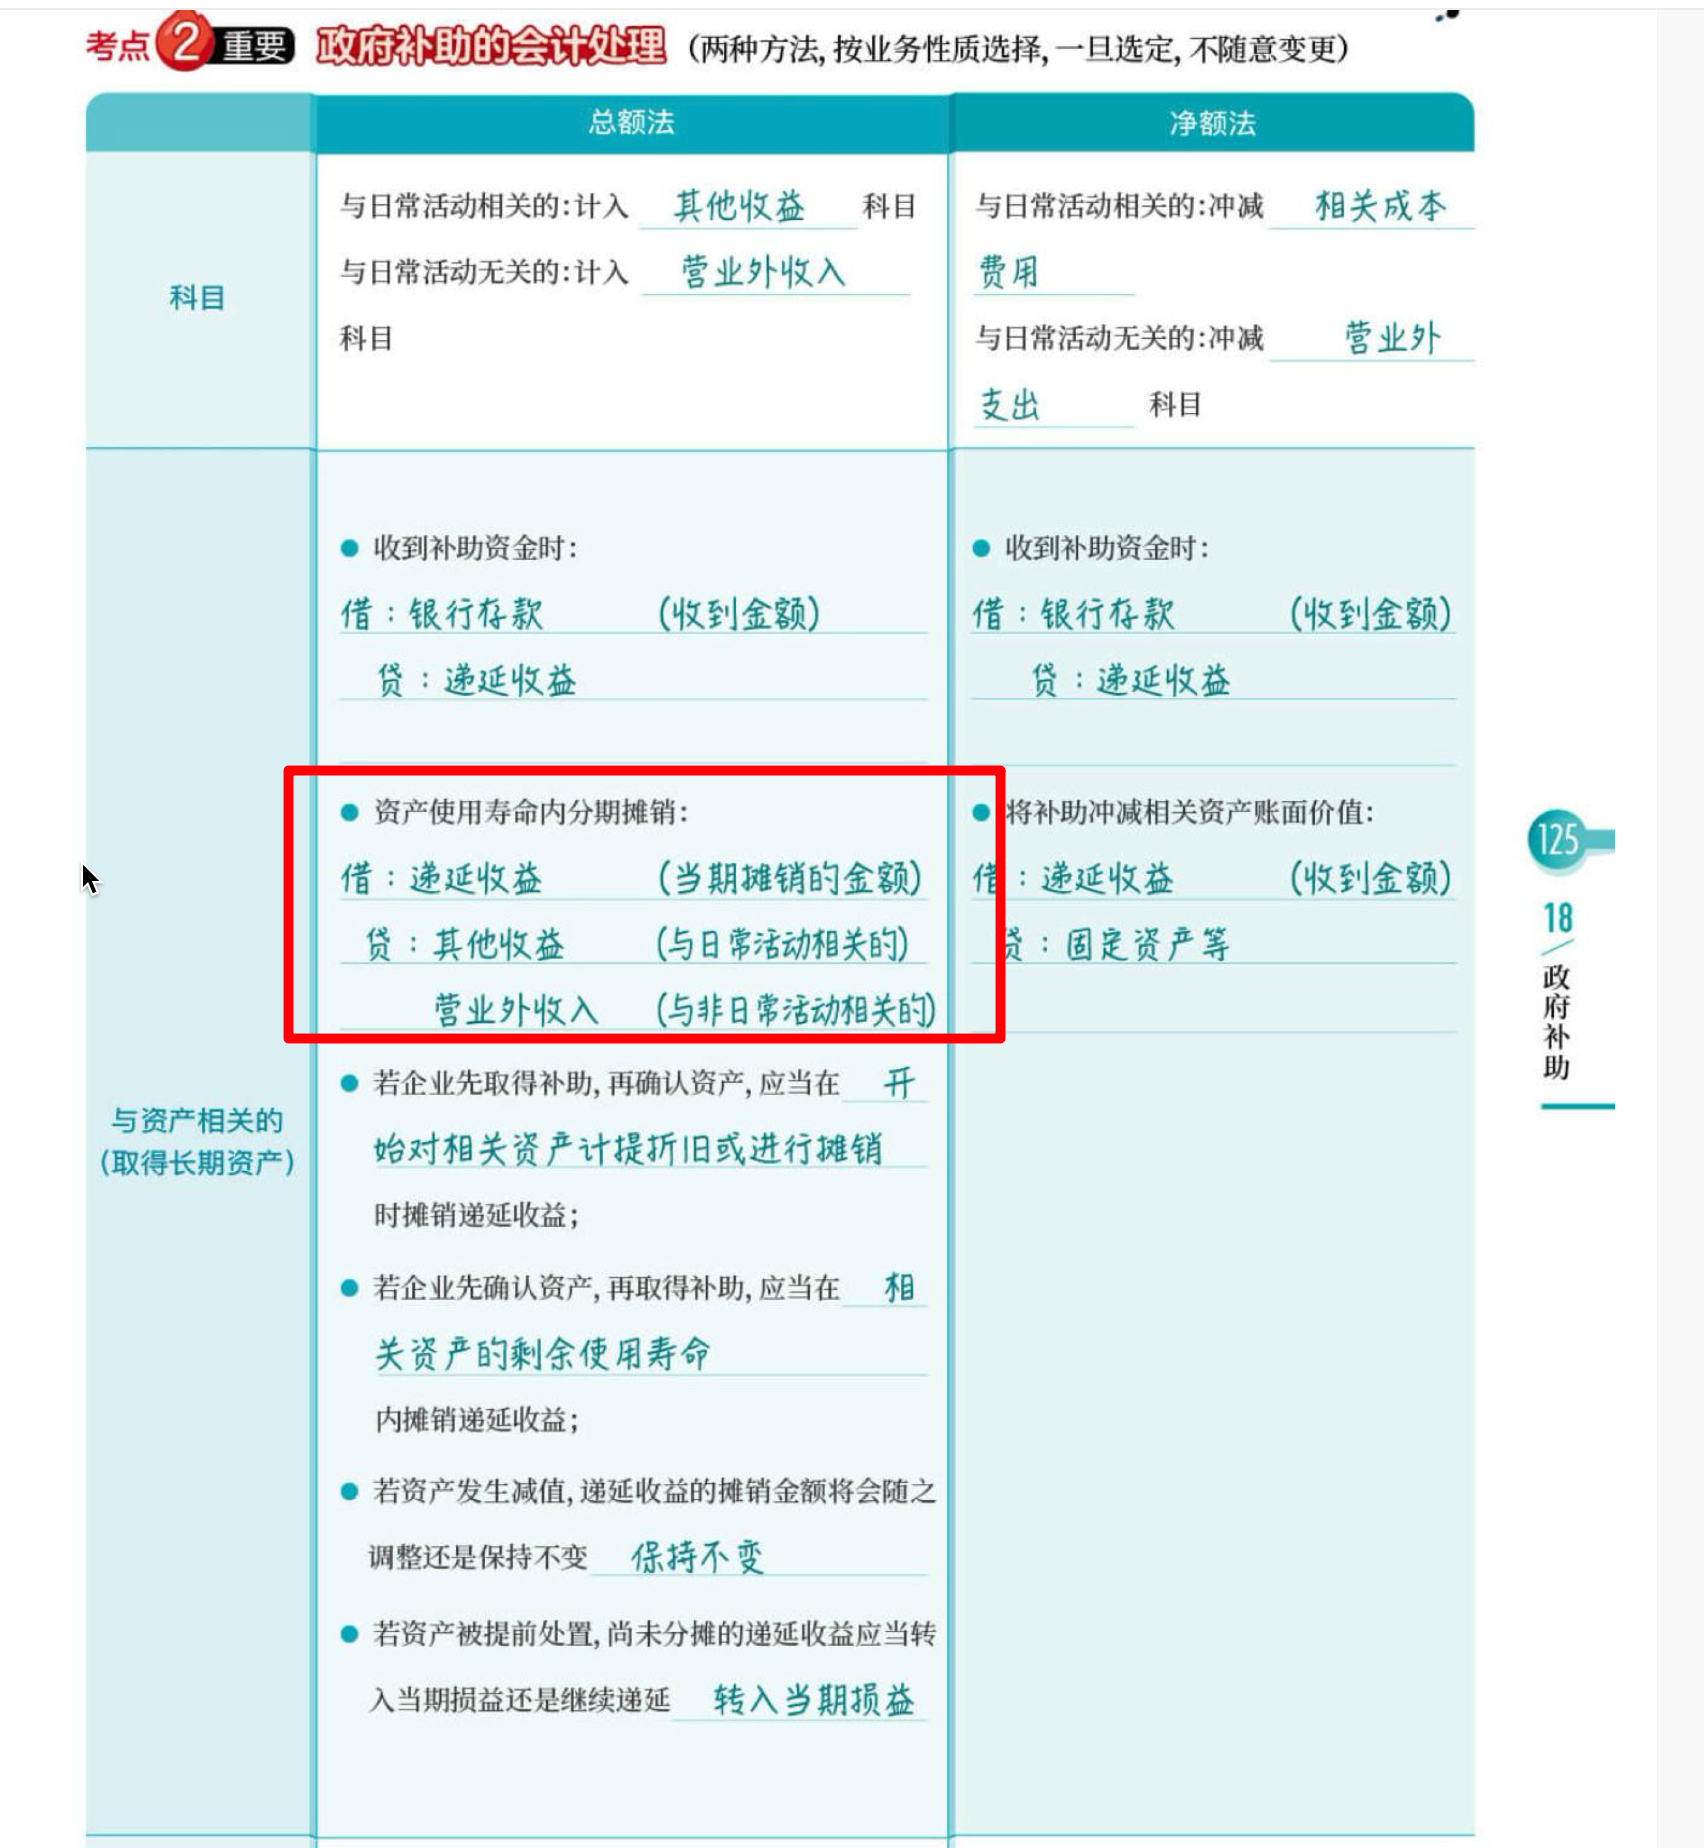 考点2 重要 政府补助的会计处理（两种方法,按业务性质选择,一旦选定,不随意变更）
总额法 净额法
科目
与日常活动相关的:计入 其他收益 科目
与日常活动无关的:计入 营业外收入
科目
与日常活动相关的:冲减 相关成本
费用
与日常活动无关的:冲减 营业外
支出 科目
与资产相关的
(取得长期资产)
● 收到补助资金时:
借：银行存款 (收到金额)
贷：递延收益
● 资产使用寿命内分期摊销:
借：递延收益 (当期摊销的金额)
贷：其他收益 (与日常活动相关的)
营业外收入 (与非日常活动相关的)
● 若企业先取得补助,再确认资产,应当在 开
始对相关资产计提折旧或进行摊销
时摊销递延收益;
● 若企业先确认资产,再取得补助,应当在 相
关资产的剩余使用寿命
内摊销递延收益;
● 若资产发生减值,递延收益的摊销金额将会随之
调整还是保持不变 保持不变
● 若资产被提前处置,尚未分摊的递延收益应当转
入当期损益还是继续递延 转入当期损益
● 收到补助资金时:
借：银行存款 (收到金额)
贷：递延收益
● 将补助冲减相关资产账面价值:
借：递延收益 (收到金额)
贷：固定资产等
125
18
政府补助